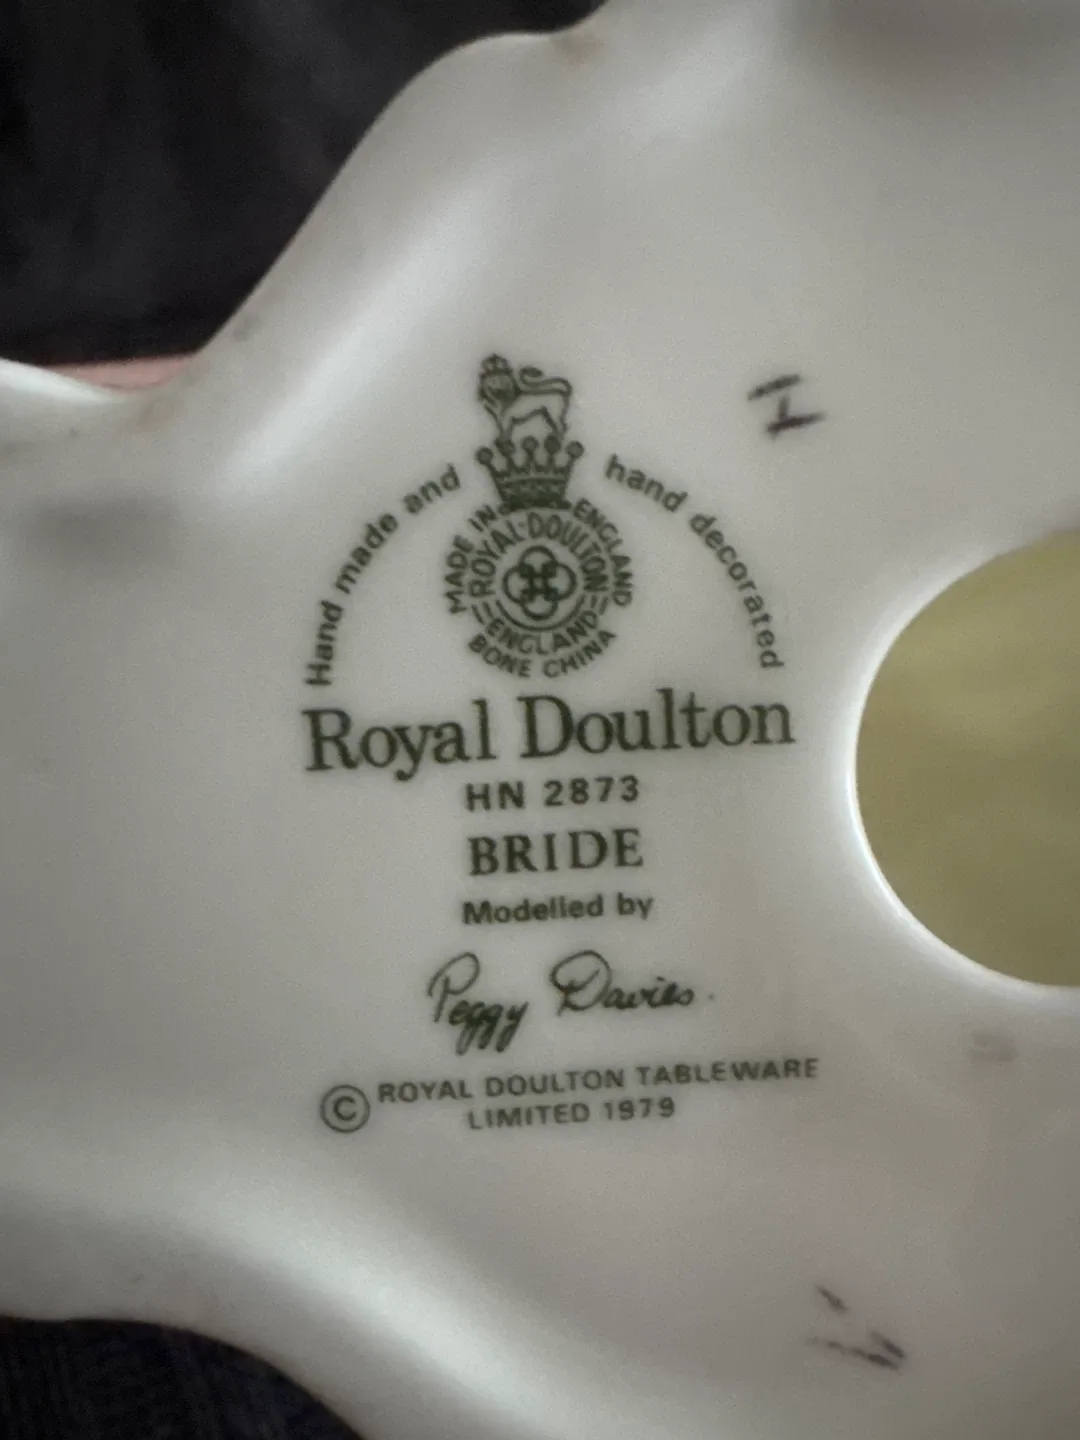 Hand made and hand decorated
MADE IN ENGLAND
ROYAL·DOULTON
ENGLAND
BONE CHINA
Royal Doulton
HN 2873
BRIDE
Modelled by
Peggy Davies.
© ROYAL DOULTON TABLEWARE
LIMITED 1979